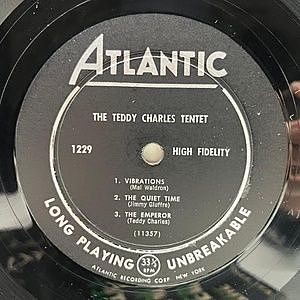 ATLANTIC
THE TEDDY CHARLES TENTET
1229 HIGH FIDELITY
1. VIBRATIONS
(Mal Waldron)
2. THE QUIET TIME
(Jimmy Giuffre)
3. THE EMPEROR
(Teddy Charles)
(11357)
LONG PLAYING 33⅓ RPM UNBREAKABLE
ATLANTIC RECORDING CORP. NEW YORK